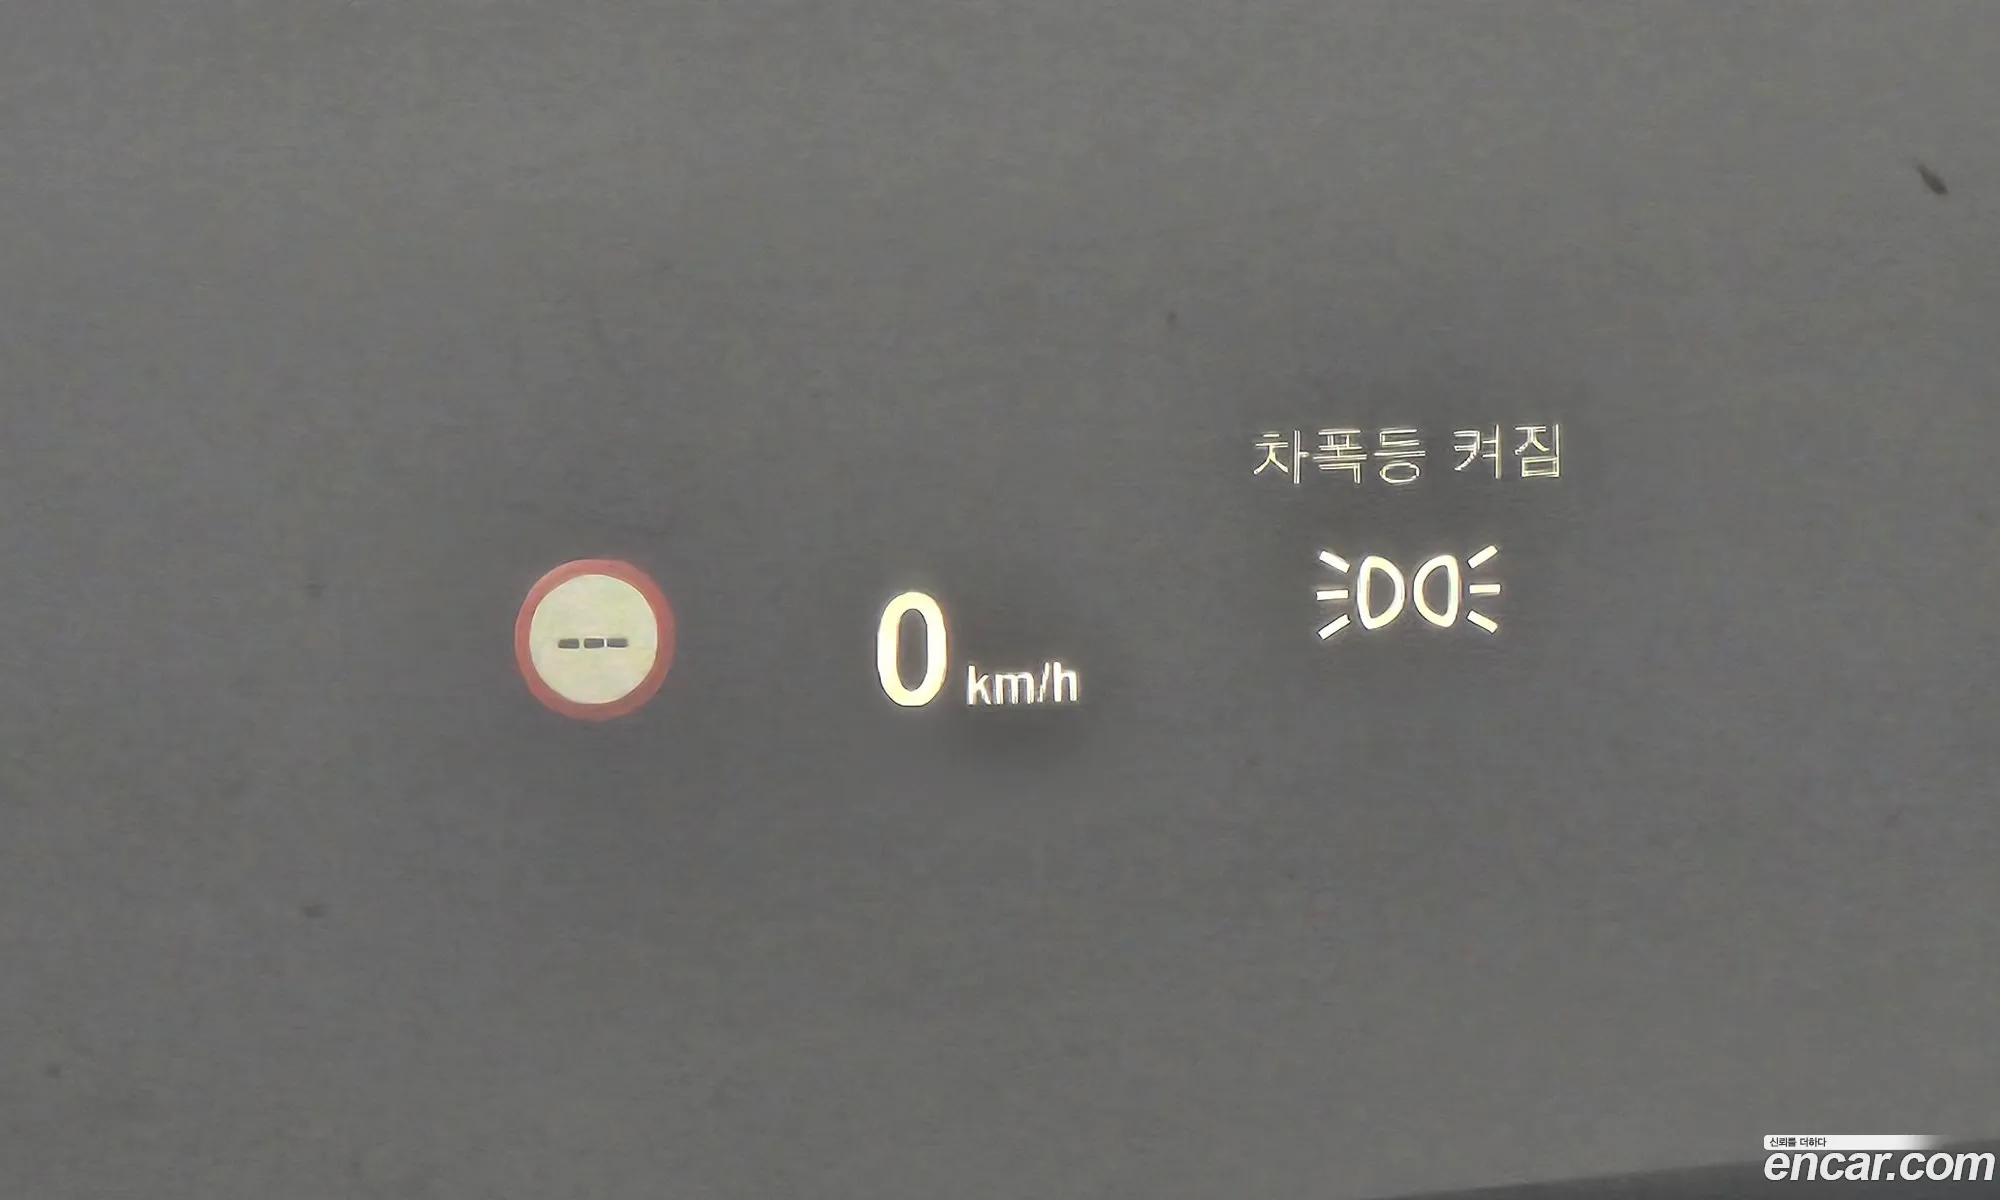 차폭등 켜짐
---
0 km/h
신뢰를 더하다
encar.com